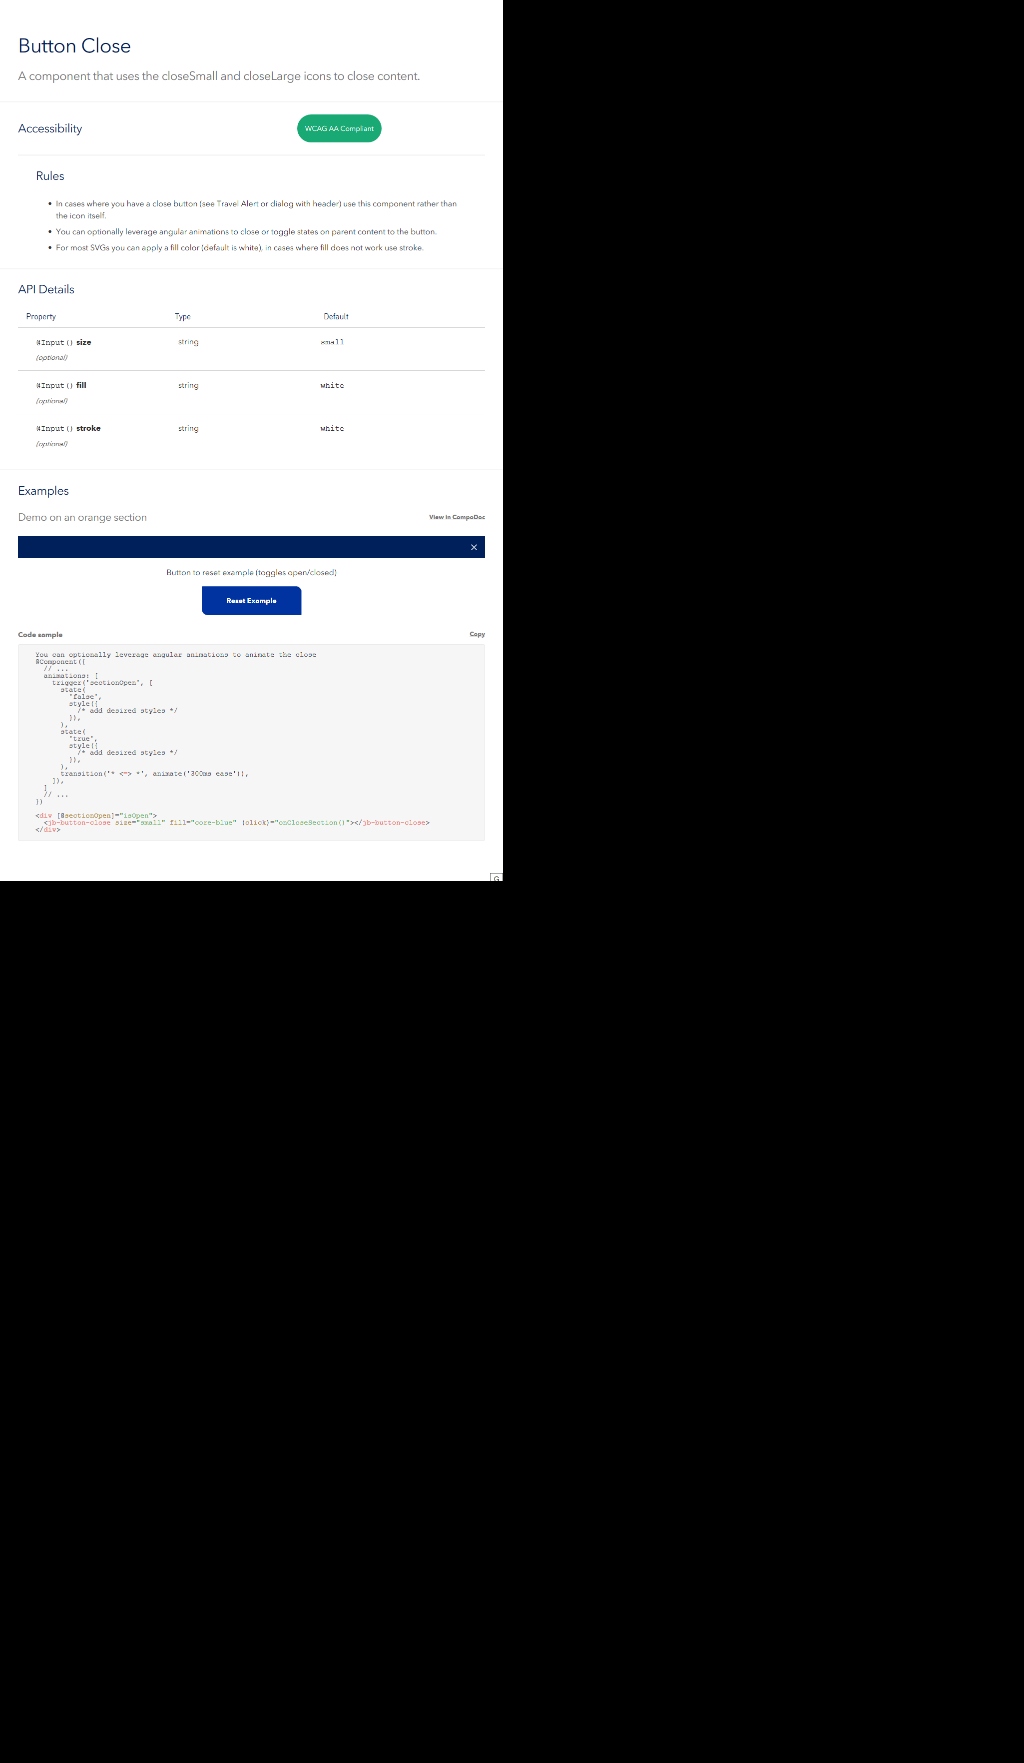 Button Close
A component that uses the closeSmall and closeLarge icons to close content.
Accessibility
WCAG AA Compliant
Rules
• In cases where you have a close button (see Travel Alert or dialog with header) use this component rather than
the icon itself.
• You can optionally leverage angular animations to close or toggle states on parent content to the button.
• For most SVGs you can apply a fill color (default is white), in cases where fill does not work use stroke.
API Details
Property Type Default
@Input() size string small
(optional)
@Input() fill string white
(optional)
@Input() stroke string white
(optional)
Examples
Demo on an orange section View in CompoDoc
Button to reset example (toggles open/closed)
Reset Example
Code sample Copy
You can optionally leverage angular animations to animate the close
@Component({
// ...
animations: [
trigger('sectionOpen', [
state(
"false",
style({
/* add desired styles */
}),
),
state(
"true",
style({
/* add desired styles */
}),
),
transition('* <=> *', animate('300ms ease')),
]),
]
// ...
})
<div [@sectionOpen]="isOpen">
<jb-button-close size="small" fill="core-blue" (click)="onCloseSection()"></jb-button-close>
</div>
G